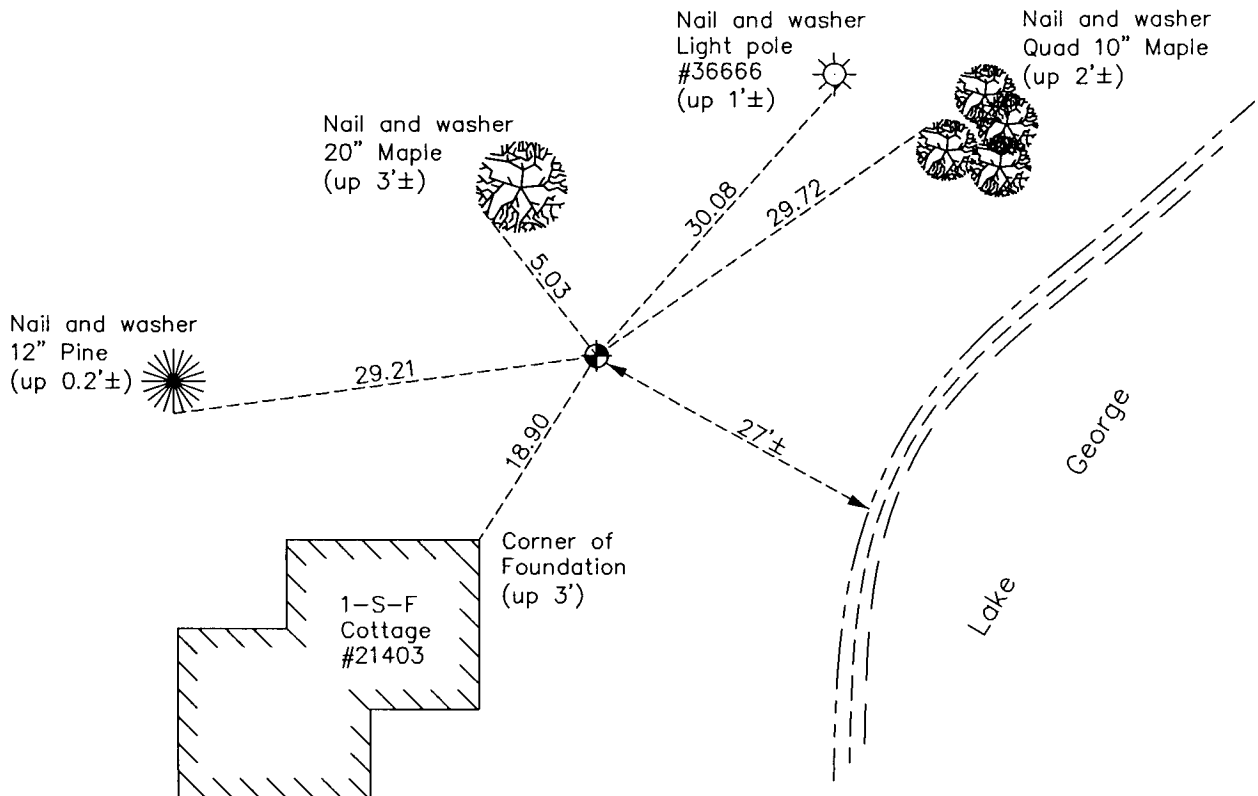 Nail and washer
Light pole
#36666
(up 1'±)
Nail and washer
Quad 10" Maple
(up 2'±)
Nail and washer
20" Maple
(up 3'±)
30.08
29.72
5.03
Nail and washer
12" Pine
(up 0.2'±)
29.21
18.90
27'±
George
Lake
Corner of
Foundation
(up 3')
1-S-F
Cottage
#21403